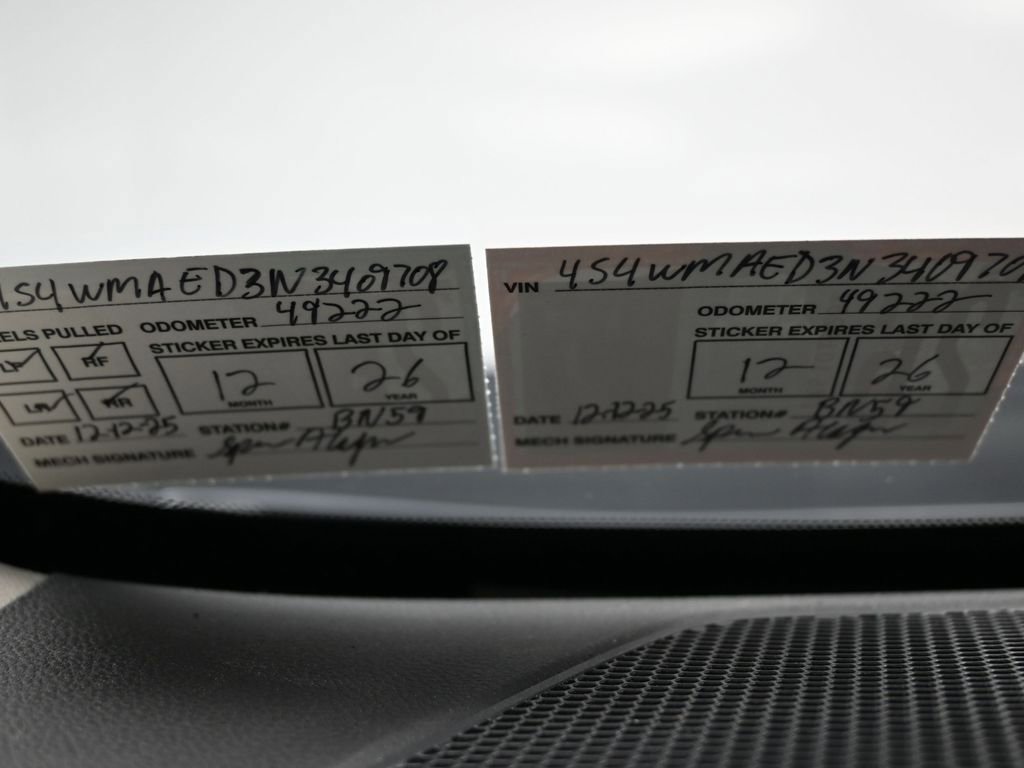 4S4WMAED3N3409708
ELS PULLED ODOMETER 49222
STICKER EXPIRES LAST DAY OF
LF RF
12 26
MONTH YEAR
LR RR
DATE 12-12-25 STATION# BN59
MECH SIGNATURE
VIN 4S4WMAED3N3409708
ODOMETER 49222
STICKER EXPIRES LAST DAY OF
12 26
MONTH YEAR
DATE 12-12-25 STATION# BN59
MECH SIGNATURE